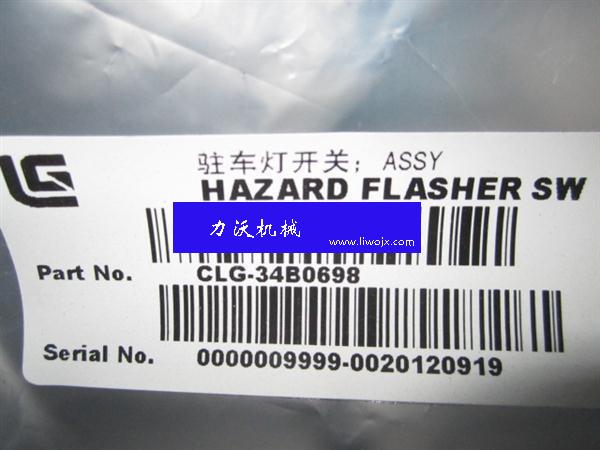 驻车灯开关; ASSY
HAZARD FLASHER SW
力沃机械
www.liwojx.com
Part No. CLG-34B0698
Serial No. 0000009999-0020120919